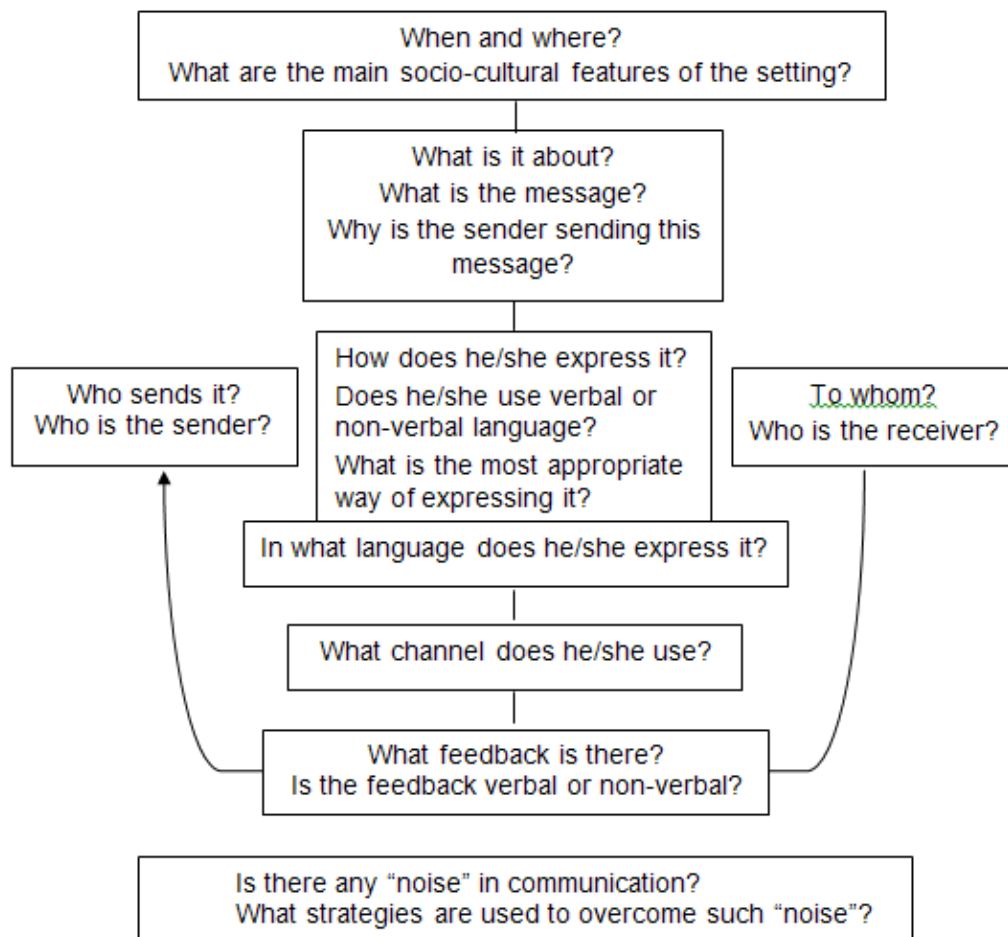 When and where?
What are the main socio-cultural features of the setting?
What is it about?
What is the message?
Why is the sender sending this
message?
Who sends it?
Who is the sender?
How does he/she express it?
Does he/she use verbal or
non-verbal language?
What is the most appropriate
way of expressing it?
To whom?
Who is the receiver?
In what language does he/she express it?
What channel does he/she use?
What feedback is there?
Is the feedback verbal or non-verbal?
Is there any “noise” in communication?
What strategies are used to overcome such “noise”?